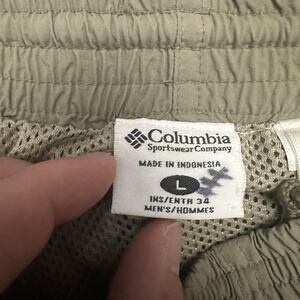 Columbia
Sportswear Company
MADE IN INDONESIA
L
INS/ENTR 34
MEN'S/HOMMES